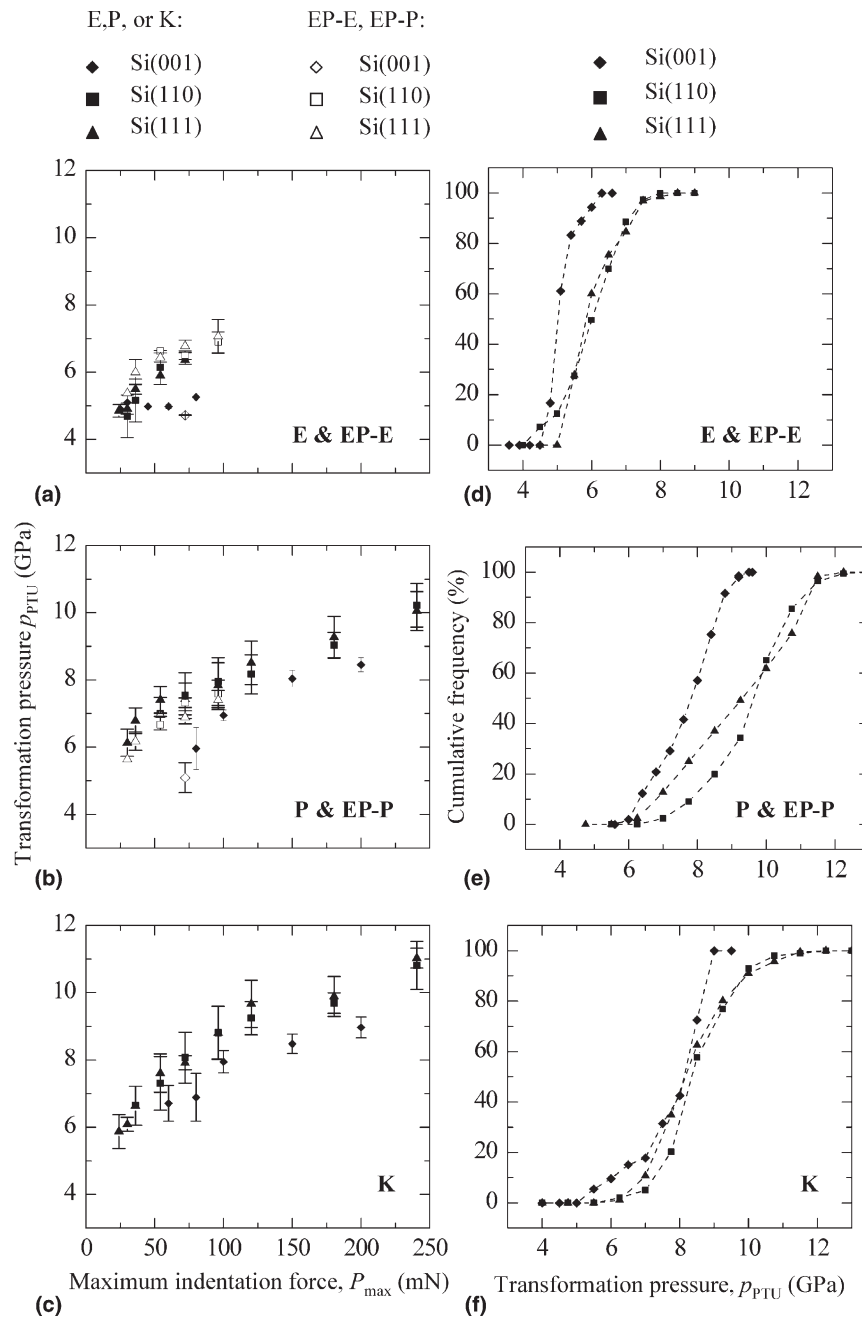 E,P, or K:
EP-E, EP-P:
Si(001)
Si(110)
Si(111)
Si(001)
Si(110)
Si(111)
Si(001)
Si(110)
Si(111)
12
10
8
6
4
E & EP-E
(a)
100
80
60
40
20
0
4 6 8 10 12
E & EP-E
(d)
Transformation pressure pPTU (GPa)
12
10
8
6
4
2
P & EP-P
(b)
Cumulative frequency (%)
100
80
60
40
20
0
4 6 8 10 12
P & EP-P
(e)
12
10
8
6
4
K
0 50 100 150 200 250
Maximum indentation force, Pmax (mN)
(c)
100
80
60
40
20
0
4 6 8 10 12
K
Transformation pressure, pPTU (GPa)
(f)